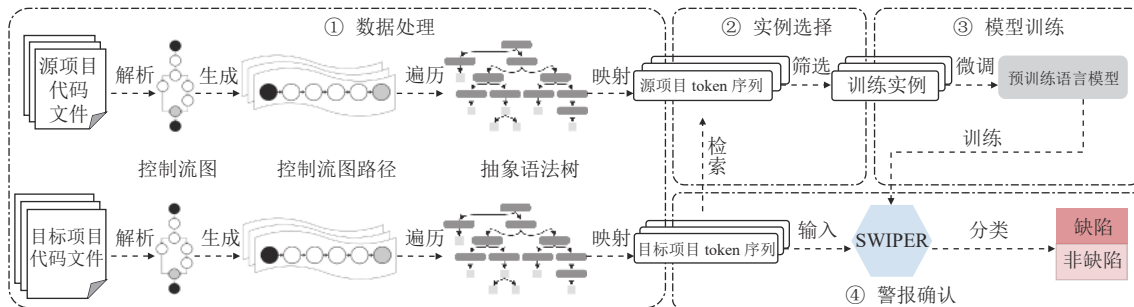 ① 数据处理
② 实例选择
③ 模型训练
源项目
代码
文件
解析
生成
遍历
映射
源项目 token 序列
筛选
训练实例
微调
预训练语言模型
控制流图
控制流图路径
抽象语法树
检索
训练
目标项目
代码文件
解析
生成
遍历
映射
目标项目 token 序列
输入
SWIPER
分类
缺陷
非缺陷
④ 警报确认